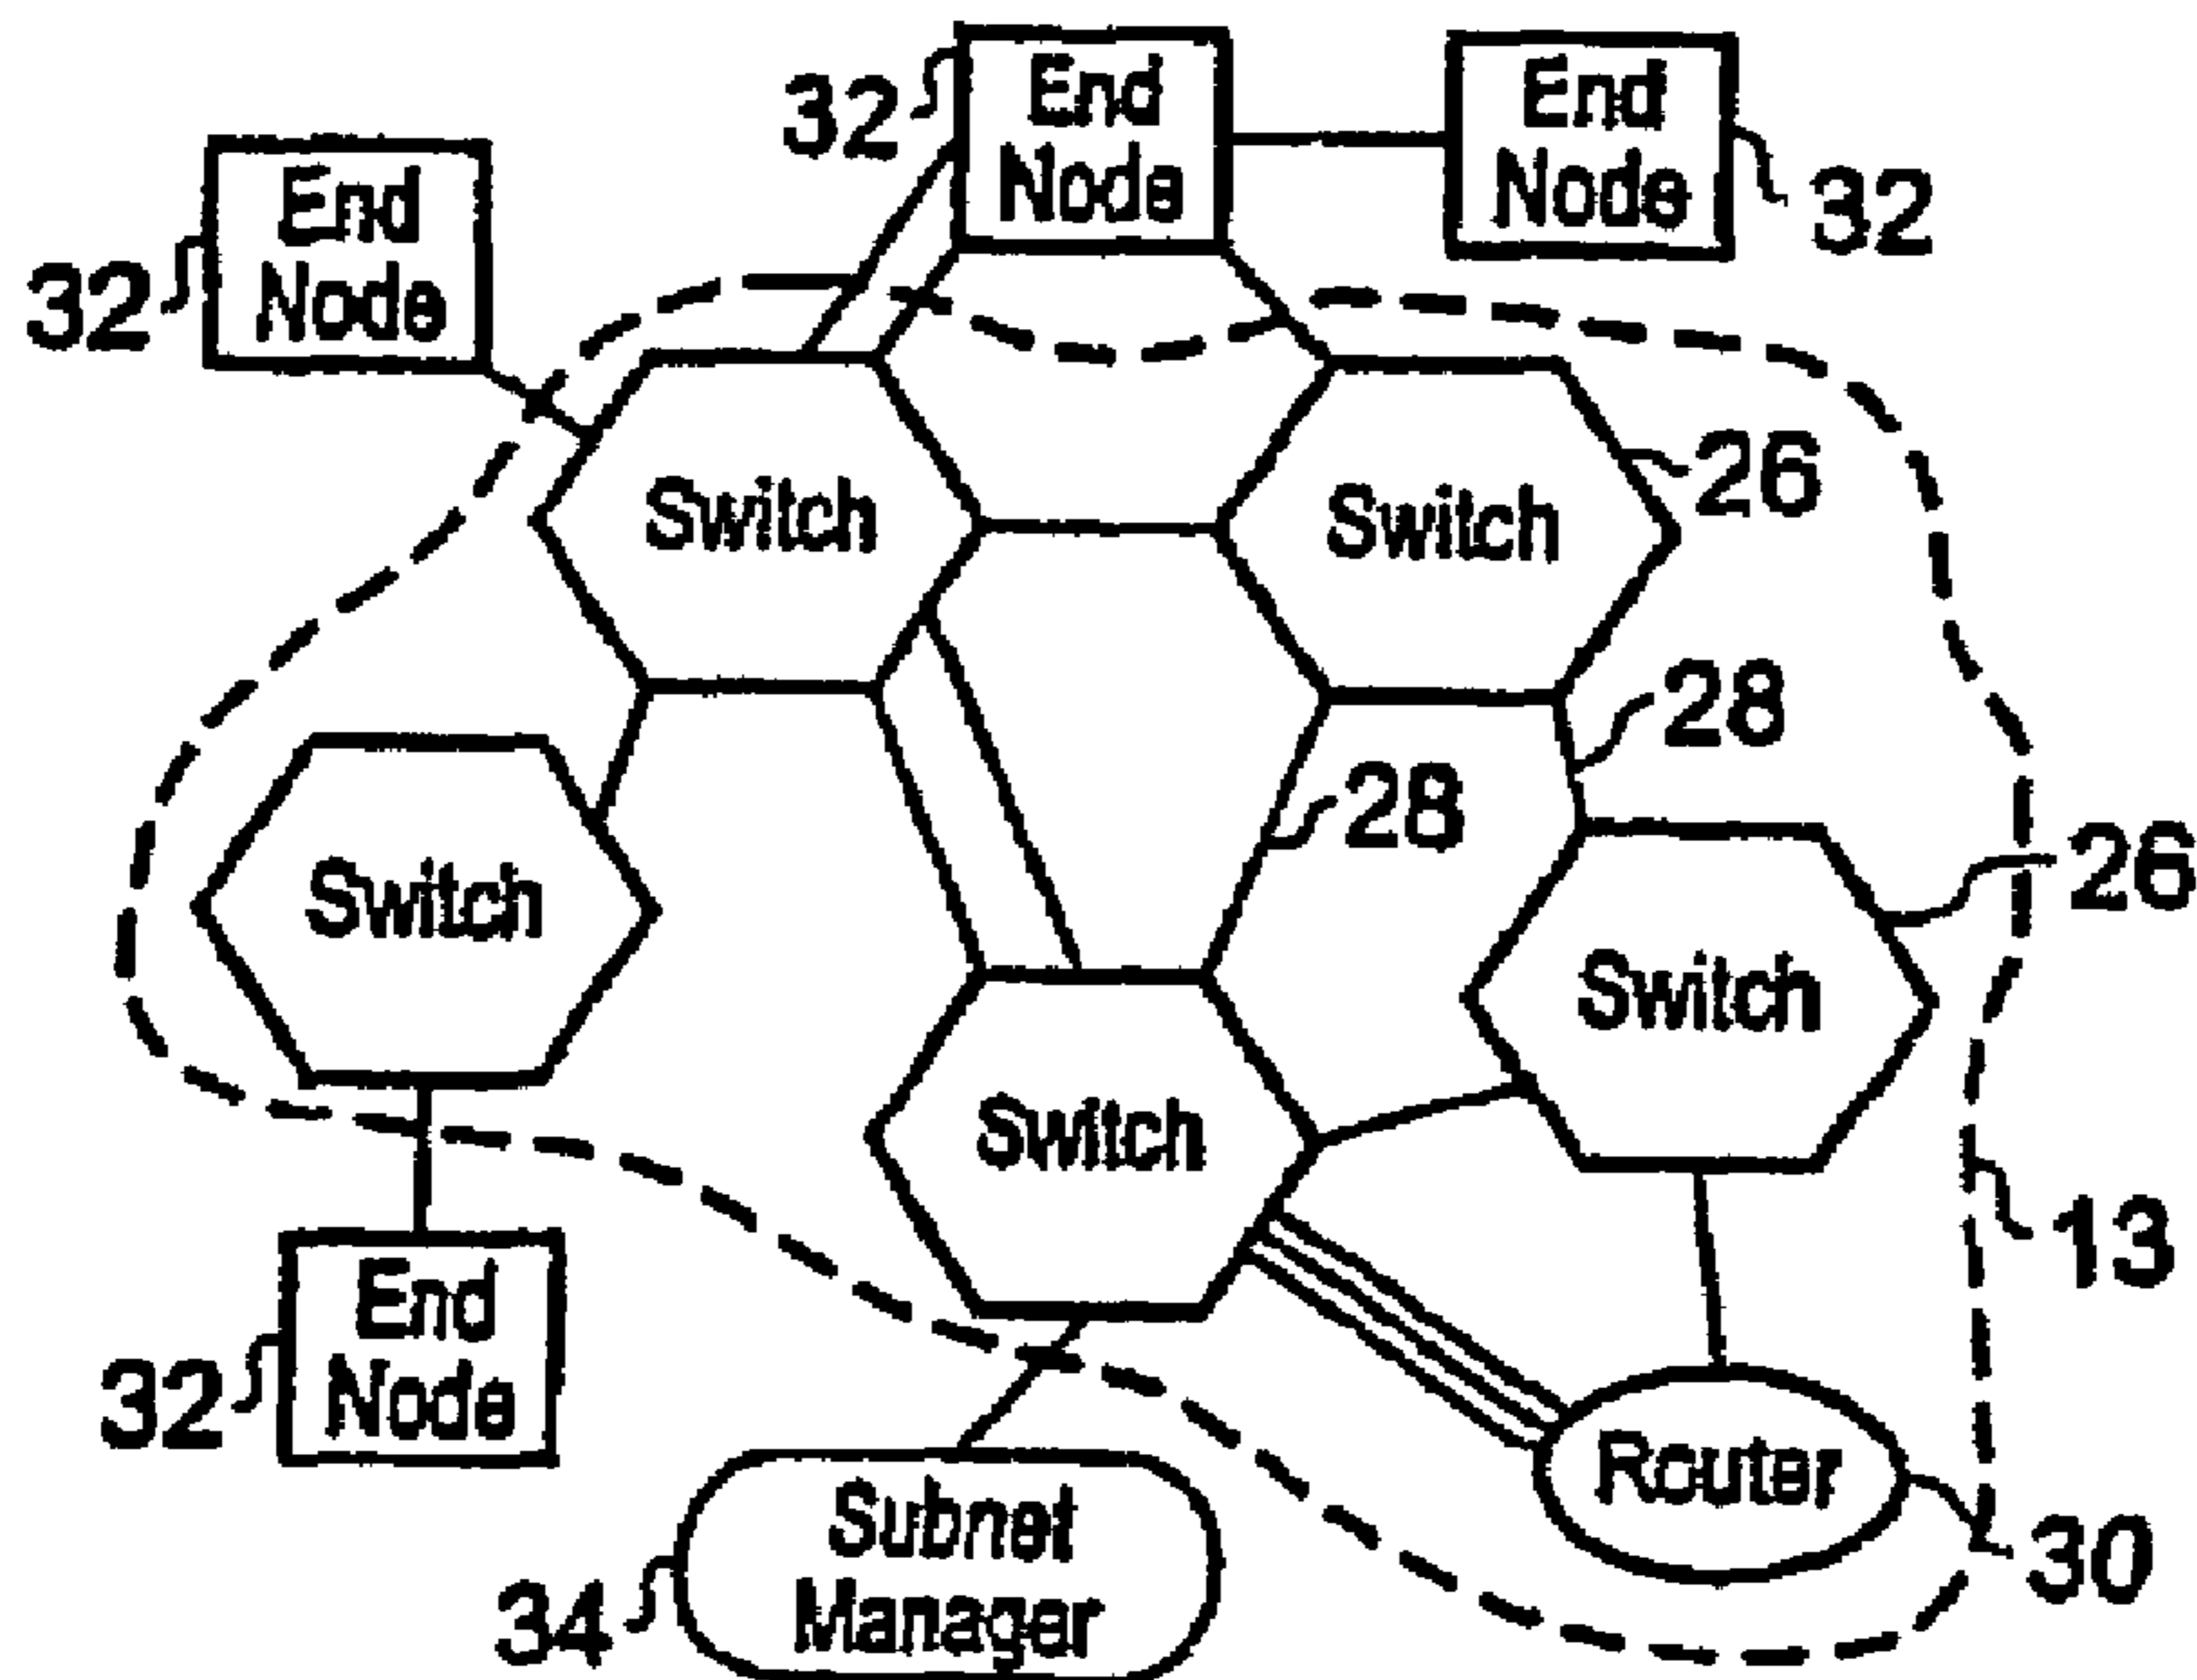 End
Node
32
End
Node
32
End
Node
32
Switch
Switch
26
28
28
Switch
26
Switch
Switch
13
End
Node
32
Router
30
Subnet
Manager
34